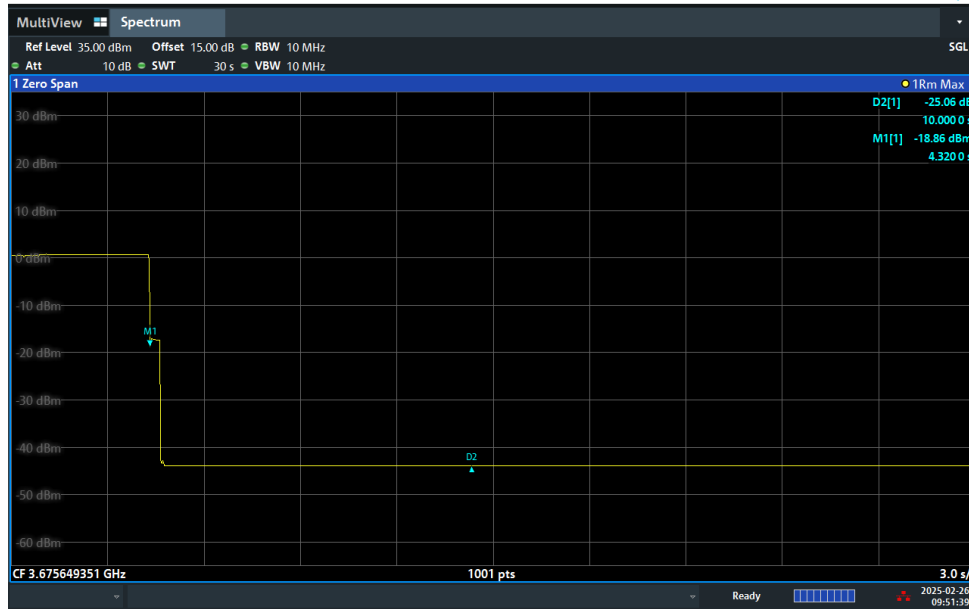 MultiView Spectrum
Ref Level 35.00 dBm Offset 15.00 dB RBW 10 MHz SGL
Att 10 dB SWT 30 s VBW 10 MHz
1 Zero Span 1Rm Max
D2[1] -25.06 dB
10.000 0 s
M1[1] -18.86 dBm
4.320 0 s
30 dBm
20 dBm
10 dBm
0 dBm
-10 dBm
M1
-20 dBm
-30 dBm
-40 dBm
D2
-50 dBm
-60 dBm
CF 3.675649351 GHz 1001 pts 3.0 s/
Ready 2025-02-26
09:51:39